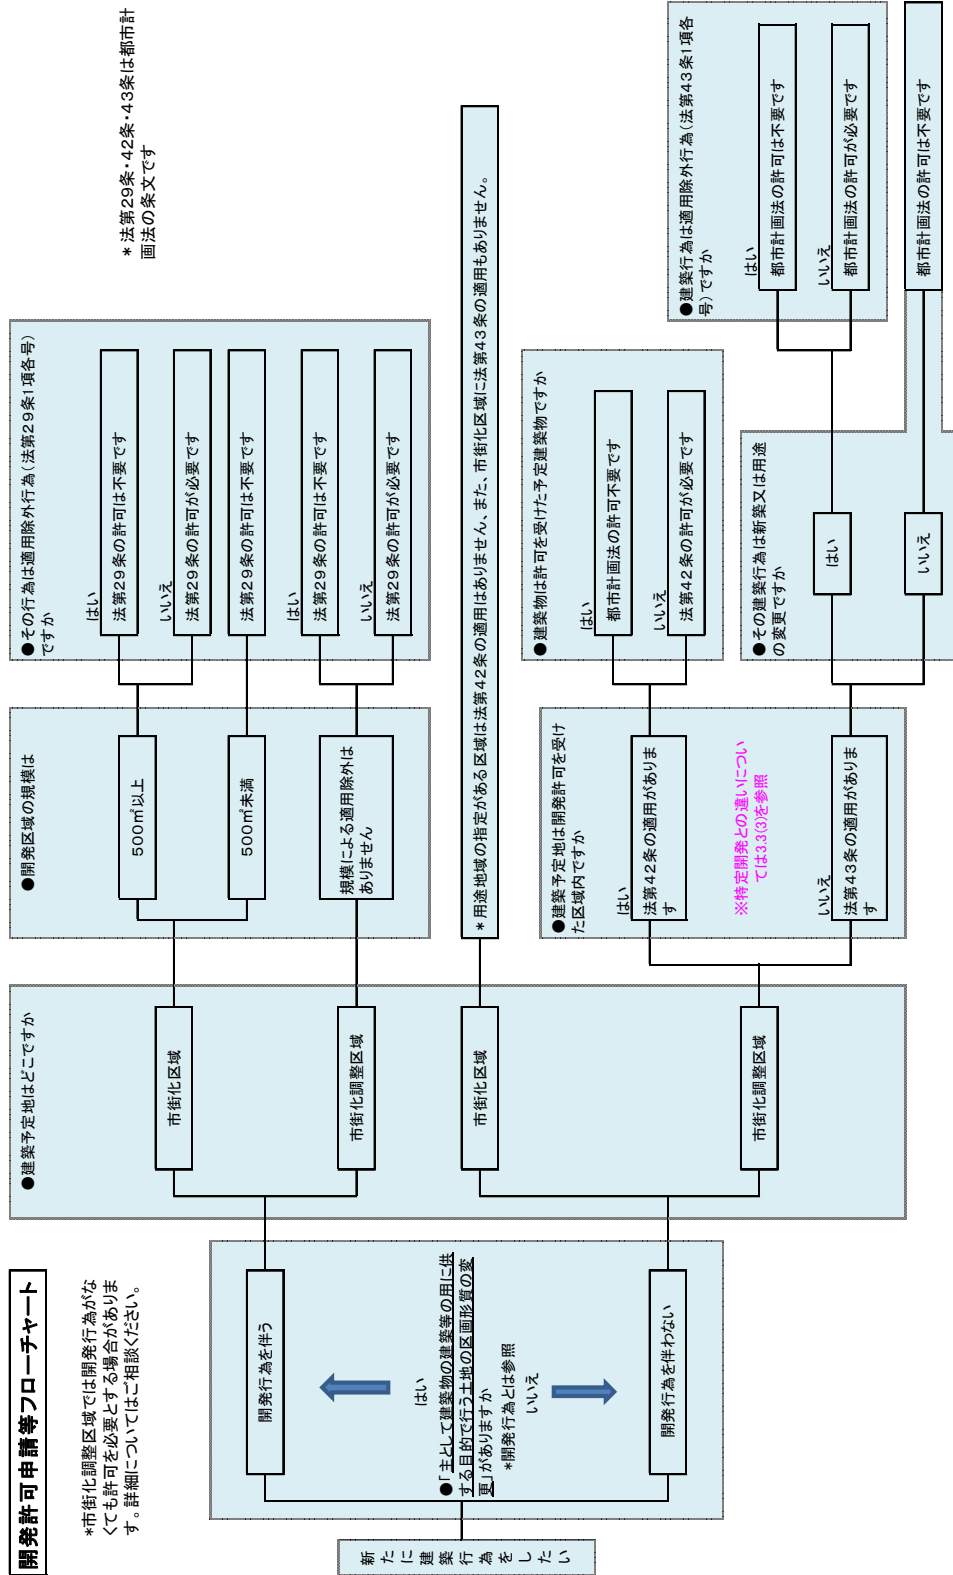 開発許可申請等フローチャート
*市街化調整区域では開発行為がな
くても許可を必要とする場合がありま
す。詳細についてはご相談ください。
新たに建築行為をしたい
開発行為を伴う
はい
●「主として建築物の建築等の用に供
する目的で行う土地の区画形質の変
更」がありますか
*開発行為とは参照
いいえ
開発行為を伴わない
●建築予定地はどこですか
市街化区域
市街化調整区域
市街化区域
市街化調整区域
●開発区域の規模は
500㎡以上
500㎡未満
規模による適用除外は
ありません
●その行為は適用除外行為(法第29条1項各号)
ですか
はい
法第29条の許可は不要です
いいえ
法第29条の許可が必要です
法第29条の許可は不要です
はい
法第29条の許可は不要です
いいえ
法第29条の許可が必要です
*法第29条・42条・43条は都市計
画法の条文です
*用途地域の指定がある区域は法第42条の適用はありません、また、市街化区域に法第43条の適用もありません。
●建築予定地は開発許可を受け
た区域内ですか
はい
法第42条の適用がありま
す
※特定開発との違いについ
ては3.3(3)を参照
いいえ
法第43条の適用がありま
す
●建築物は許可を受けた予定建築物ですか
はい
都市計画法の許可不要です
いいえ
法第42条の許可が必要です
●その建築行為は新築又は用途
の変更ですか
はい
いいえ
●建築行為は適用除外行為(法第43条1項各
号)ですか
はい
都市計画法の許可は不要です
いいえ
都市計画法の許可が必要です
都市計画法の許可は不要です